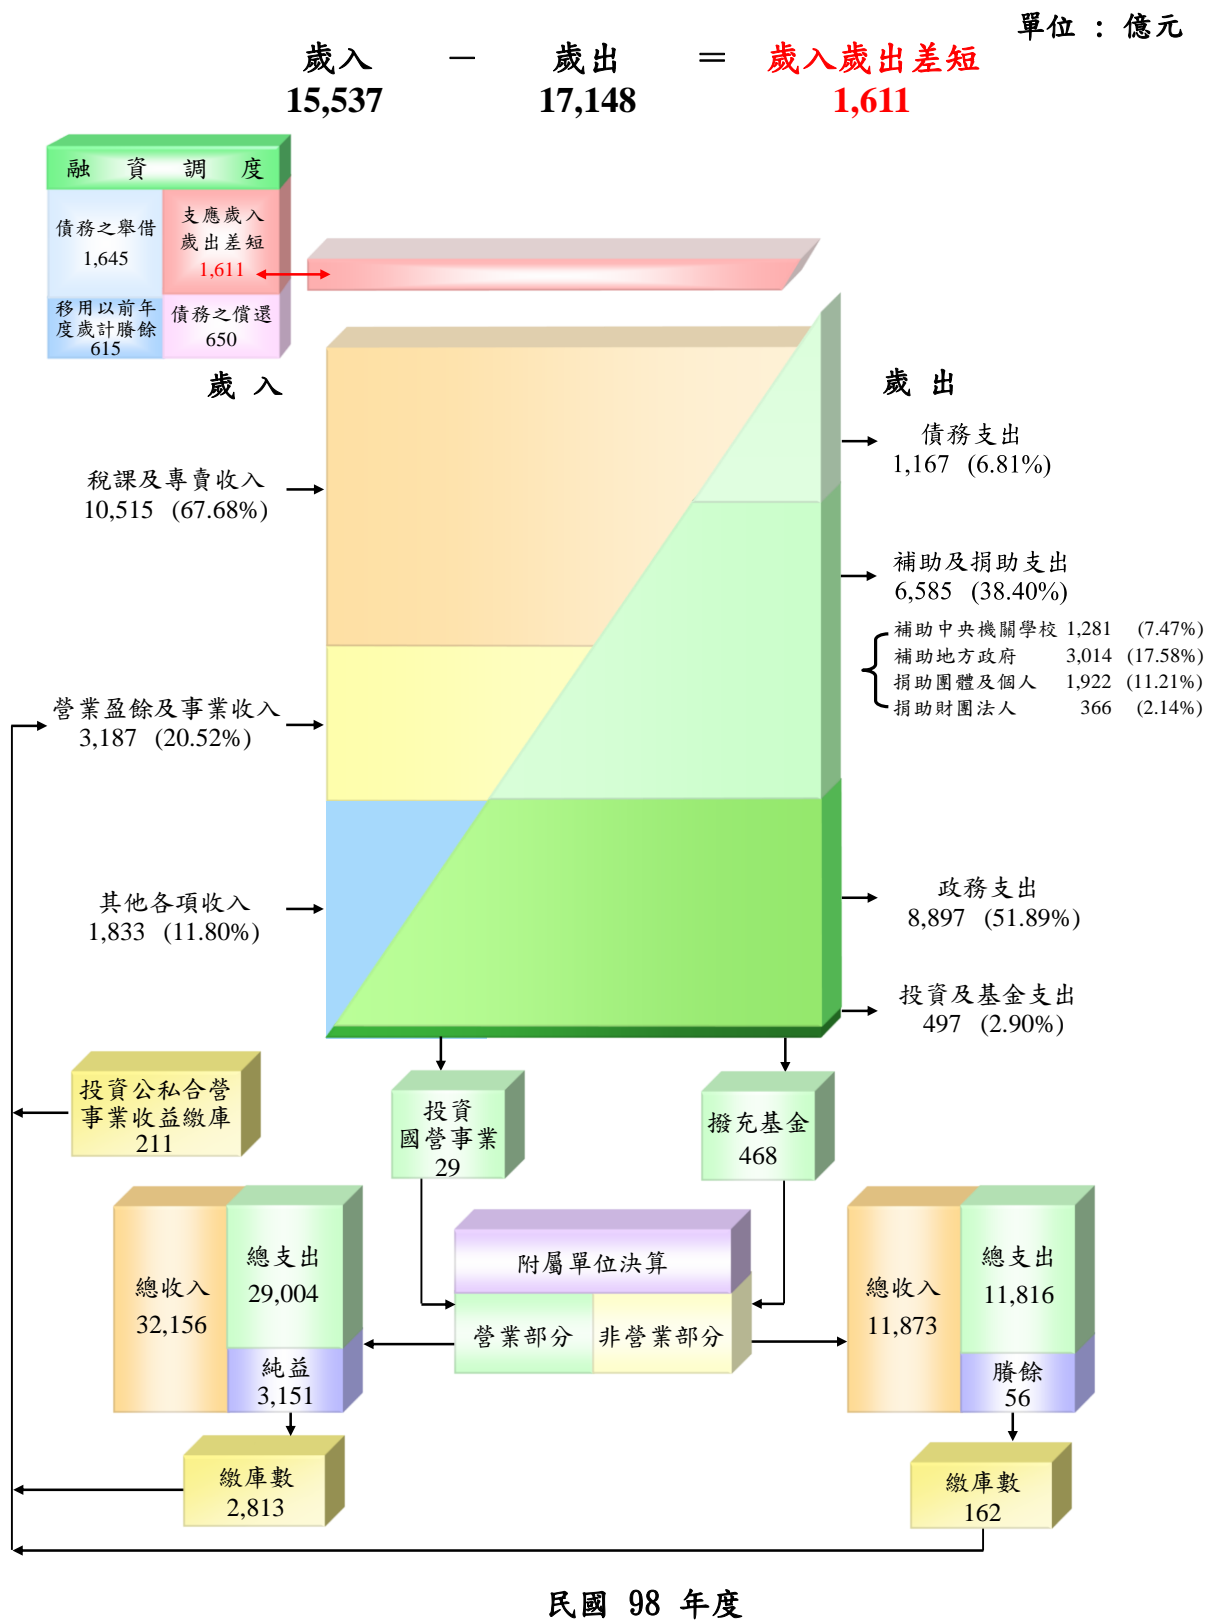 單位 : 億元
歲入 － 歲出 ＝ 歲入歲出差短
15,537 17,148 1,611
融資調度
債務之舉借
1,645
支應歲入
歲出差短
1,611
移用以前年
度歲計賸餘
615
債務之償還
650
歲 入
歲 出
稅課及專賣收入
10,515 (67.68%)
營業盈餘及事業收入
3,187 (20.52%)
其他各項收入
1,833 (11.80%)
債務支出
1,167 (6.81%)
補助及捐助支出
6,585 (38.40%)
補助中央機關學校 1,281 (7.47%)
補助地方政府 3,014 (17.58%)
捐助團體及個人 1,922 (11.21%)
捐助財團法人 366 (2.14%)
政務支出
8,897 (51.89%)
投資及基金支出
497 (2.90%)
投資公私合營
事業收益繳庫
211
投資
國營事業
29
撥充基金
468
總收入
32,156
總支出
29,004
純益
3,151
附屬單位決算
營業部分
非營業部分
總收入
11,873
總支出
11,816
賸餘
56
繳庫數
2,813
繳庫數
162
民國 98 年度